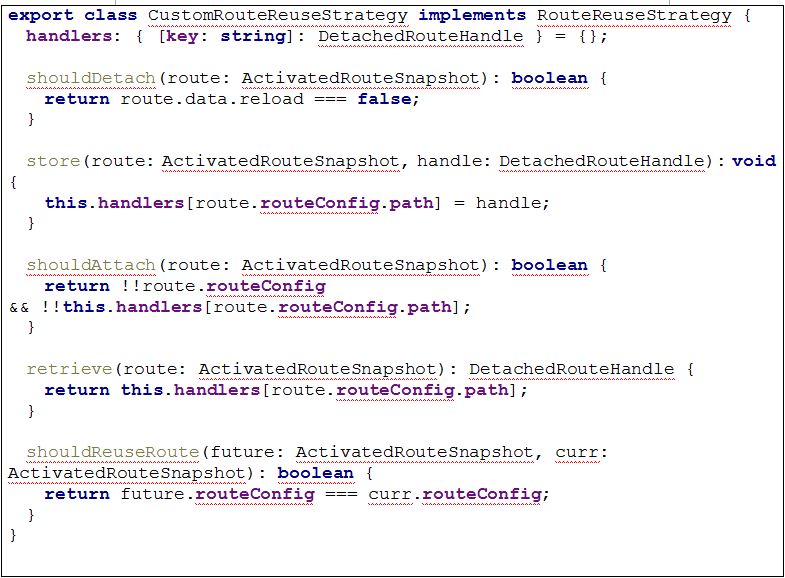 export class CustomRouteReuseStrategy implements RouteReuseStrategy {
  handlers: { [key: string]: DetachedRouteHandle } = {};

  shouldDetach(route: ActivatedRouteSnapshot): boolean {
    return route.data.reload === false;
  }

  store(route: ActivatedRouteSnapshot, handle: DetachedRouteHandle): void
{
    this.handlers[route.routeConfig.path] = handle;
  }

  shouldAttach(route: ActivatedRouteSnapshot): boolean {
    return !!route.routeConfig
&& !!this.handlers[route.routeConfig.path];
  }

  retrieve(route: ActivatedRouteSnapshot): DetachedRouteHandle {
    return this.handlers[route.routeConfig.path];
  }

  shouldReuseRoute(future: ActivatedRouteSnapshot, curr:
ActivatedRouteSnapshot): boolean {
    return future.routeConfig === curr.routeConfig;
  }
}